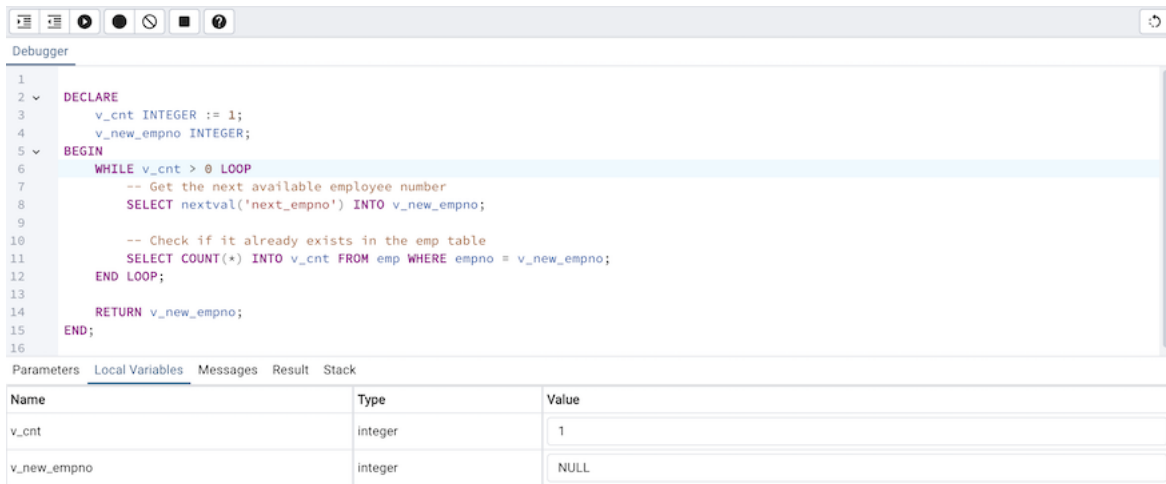 Debugger
1
2 DECLARE
3 v_cnt INTEGER := 1;
4 v_new_empno INTEGER;
5 BEGIN
6 WHILE v_cnt > 0 LOOP
7 -- Get the next available employee number
8 SELECT nextval('next_empno') INTO v_new_empno;
9
10 -- Check if it already exists in the emp table
11 SELECT COUNT(*) INTO v_cnt FROM emp WHERE empno = v_new_empno;
12 END LOOP;
13
14 RETURN v_new_empno;
15 END;
16
Parameters Local Variables Messages Result Stack
Name Type Value
v_cnt integer 1
v_new_empno integer NULL